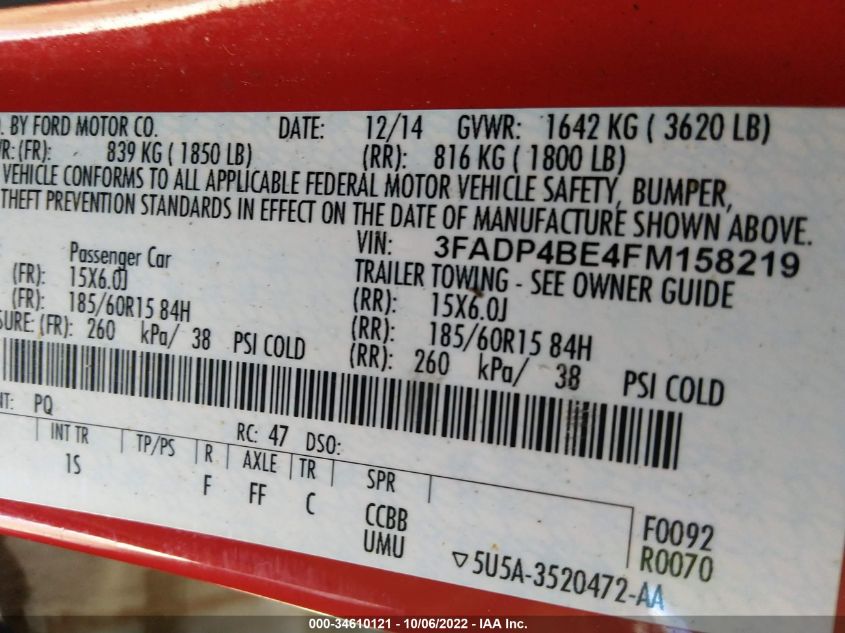 . BY FORD MOTOR CO. DATE: 12/14 GVWR: 1642 KG ( 3620 LB)
(FR): 839 KG ( 1850 LB) (RR): 816 KG ( 1800 LB)
VEHICLE CONFORMS TO ALL APPLICABLE FEDERAL MOTOR VEHICLE SAFETY, BUMPER,
THEFT PREVENTION STANDARDS IN EFFECT ON THE DATE OF MANUFACTURE SHOWN ABOVE.
VIN: 3FADP4BE4FM158219
Passenger Car TRAILER TOWING - SEE OWNER GUIDE
(FR): 15X6.0J (RR): 15X6.0J
(FR): 185/60R15 84H (RR): 185/60R15 84H
SURE: (FR): 260 kPa/ 38 PSI COLD (RR): 260 kPa/ 38 PSI COLD
NT: PQ
RC: 47 DSO:
INT TR TP/PS R AXLE TR SPR
1S F FF C CCBB
UMU
F0092
R0070
▽5U5A-3520472-AA
000-34610121 - 10/06/2022 - IAA Inc.